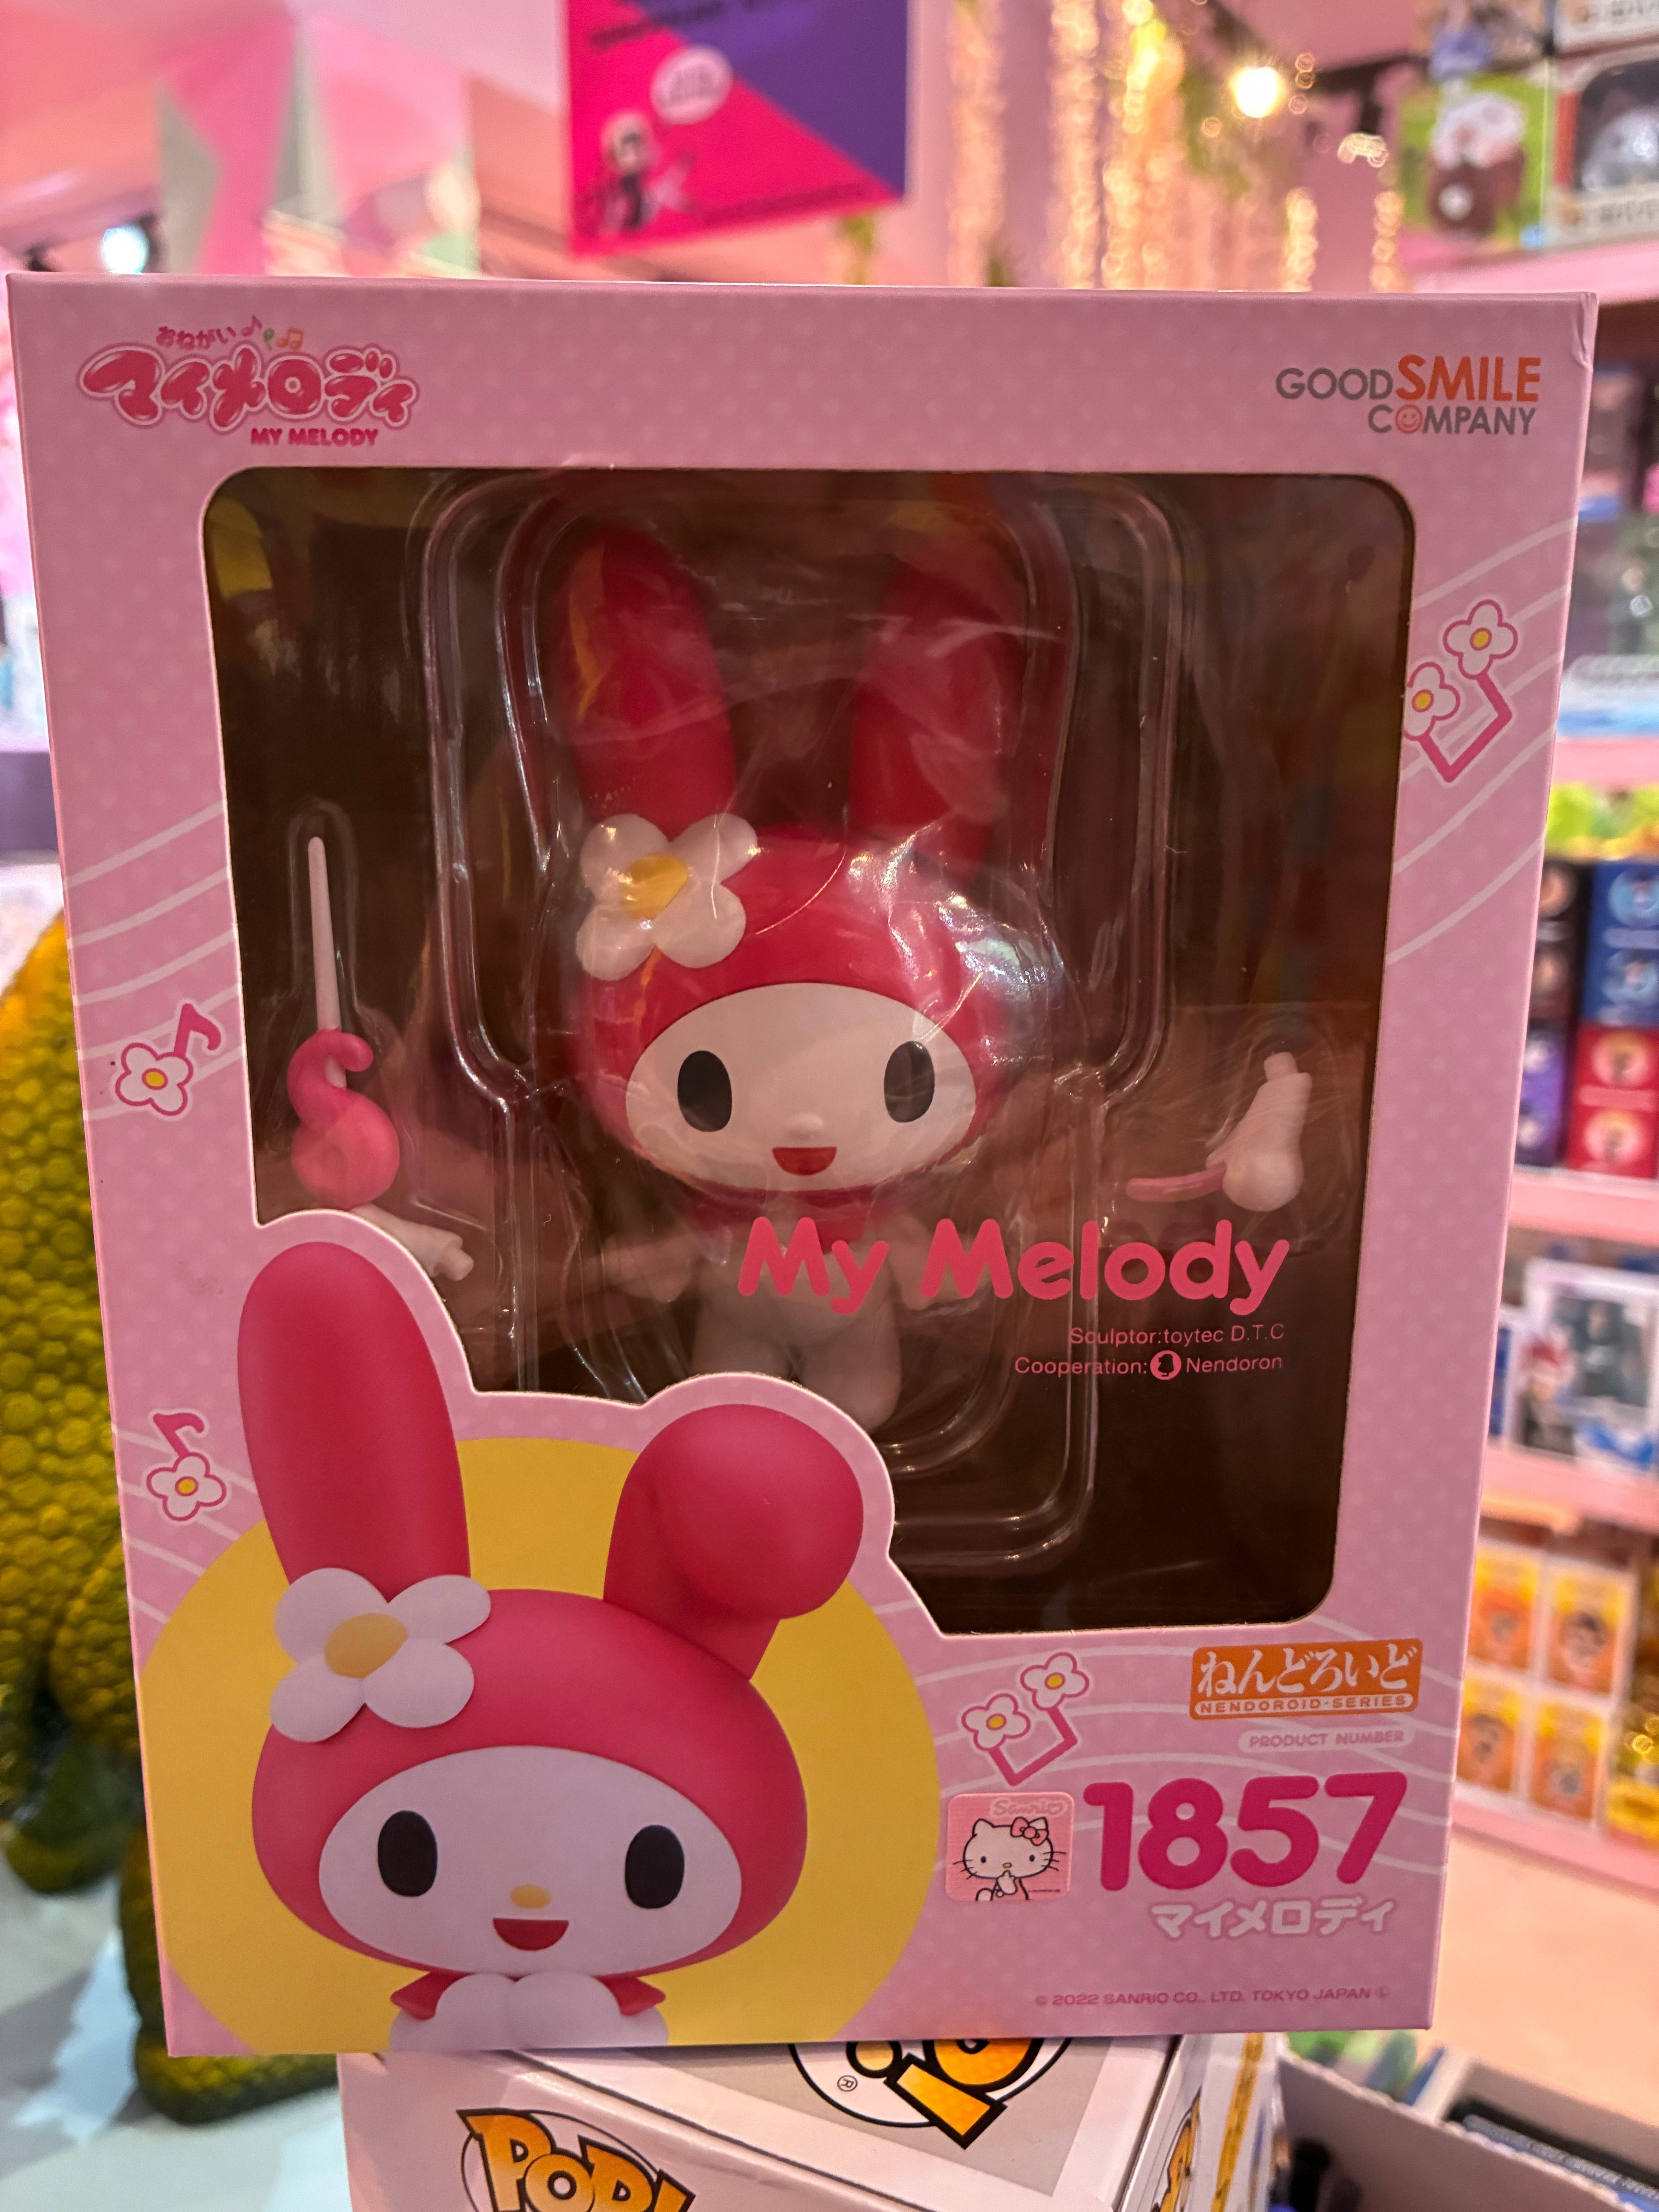 おねがい♪
マイメロディ
MY MELODY
GOOD SMILE
COMPANY
My Melody
Sculptor:toytec D.T.C
Cooperation: Nendoron
ねんどろいど
NENDOROID-SERIES
PRODUCT NUMBER
Sanrio
1857
マイメロディ
© 2022 SANRIO CO., LTD. TOKYO JAPAN Ⓛ
®
POP!